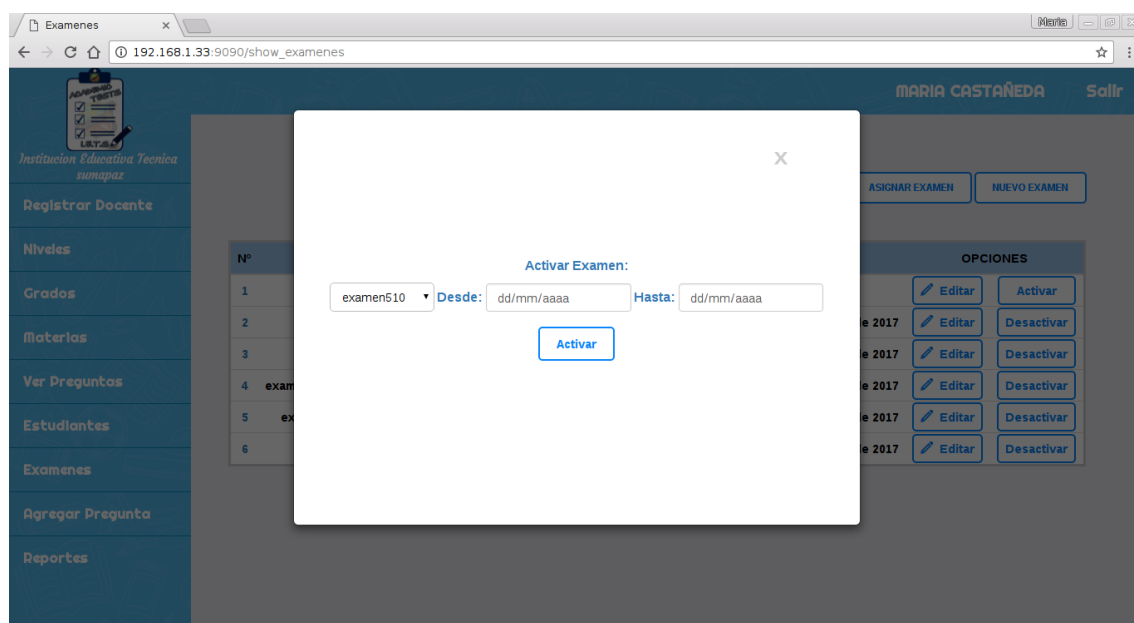 Examenes
Maria
192.168.1.33:9090/show_examenes
ACADEMIC
TESTS
I.E.T.S
Institucion Educativa Tecnica
sumapaz
MARIA CASTAÑEDA Salir
Registrar Docente
Niveles
Grados
Materias
Ver Preguntas
Estudiantes
Examenes
Agregar Pregunta
Reportes
ASIGNAR EXAMEN NUEVO EXAMEN
X
Activar Examen:
examen510 Desde: dd/mm/aaaa Hasta: dd/mm/aaaa
Activar
N° OPCIONES
1 Editar Activar
2 e 2017 Editar Desactivar
3 e 2017 Editar Desactivar
4 exam e 2017 Editar Desactivar
5 ex e 2017 Editar Desactivar
6 e 2017 Editar Desactivar